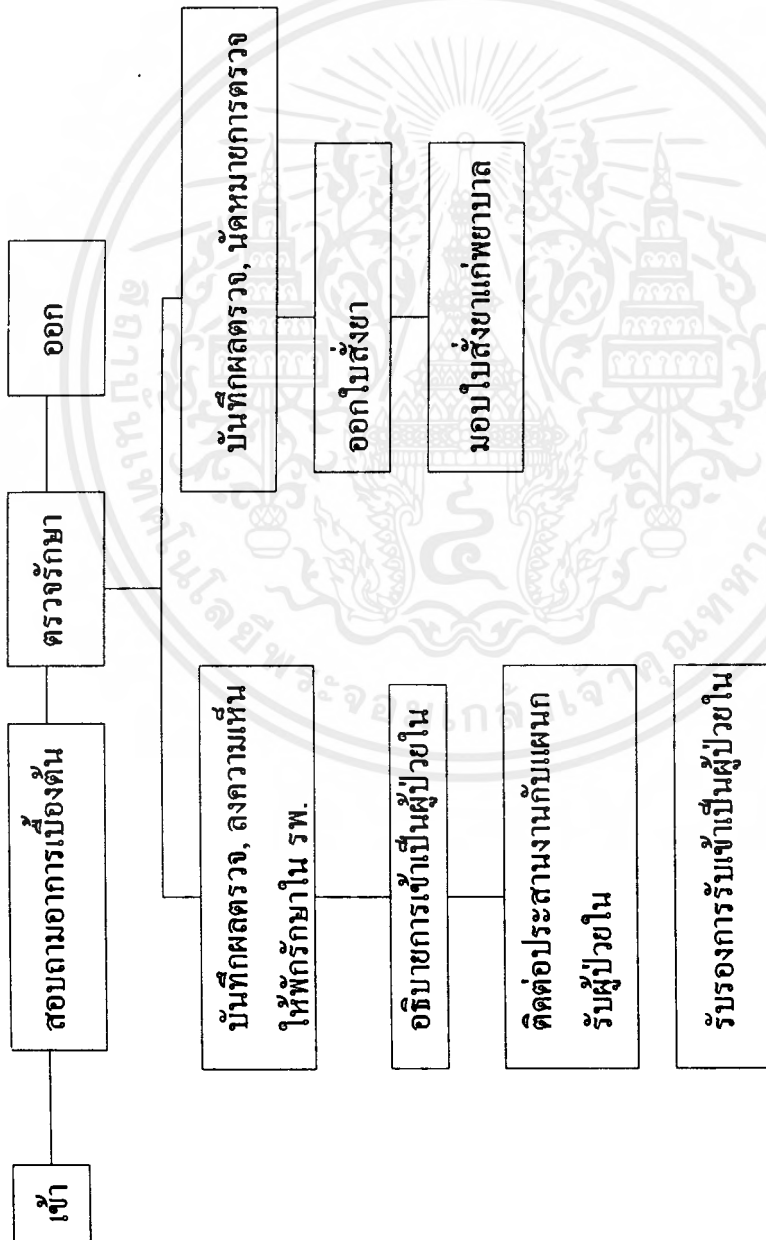 เข้า
สอบถามอาการเบื้องต้น
ตรวจรักษา
ออก
บันทึกผลตรวจ, ลงความเห็น
ให้พักรักษาใน รพ.
อธิบายการเข้าเป็นผู้ป่วยใน
ติดต่อประสานงานกับแผนก
รับผู้ป่วยใน
รับรองการรับเข้าเป็นผู้ป่วยใน
บันทึกผลตรวจ, นัดหมายการตรวจ
ออกใบสั่งยา
มอบใบสั่งยาแก่พยาบาล